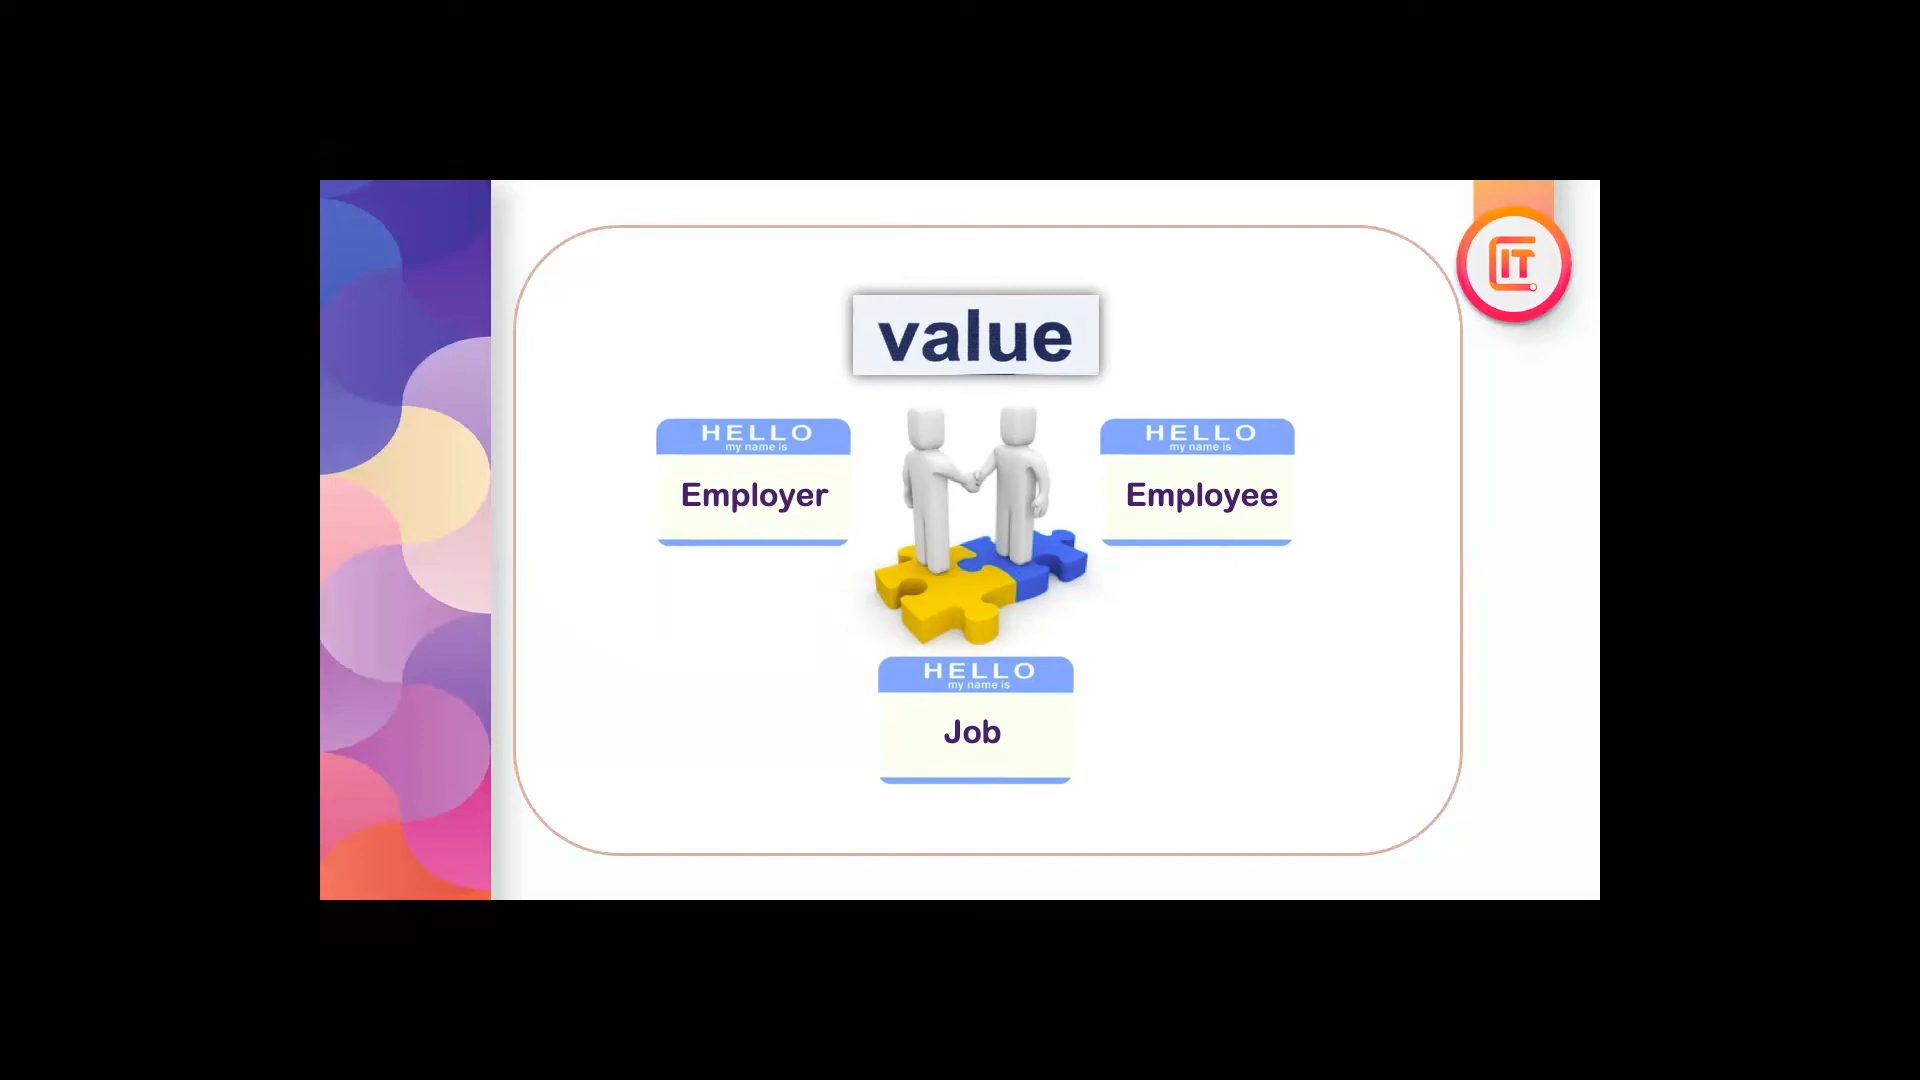 IT
value
HELLO
my name is
Employer
HELLO
my name is
Employee
HELLO
my name is
Job